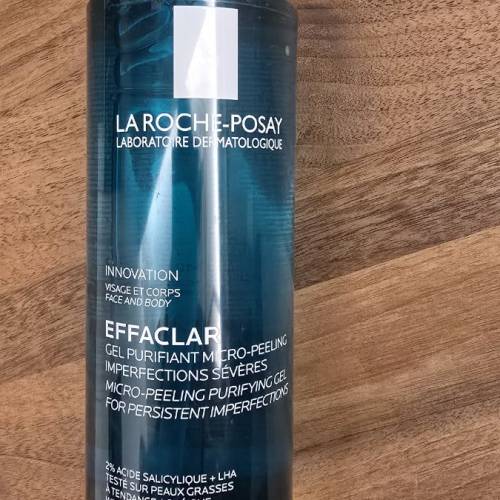 LA ROCHE-POSAY
LABORATOIRE DERMATOLOGIQUE
INNOVATION
VISAGE ET CORPS
FACE AND BODY
EFFACLAR
GEL PURIFIANT MICRO-PEELING
IMPERFECTIONS SÉVÈRES
MICRO-PEELING PURIFYING GEL
FOR PERSISTENT IMPERFECTIONS
2% ACIDE SALICYLIQUE + LHA
TESTÉ SUR PEAUX GRASSES
À TENDANCE